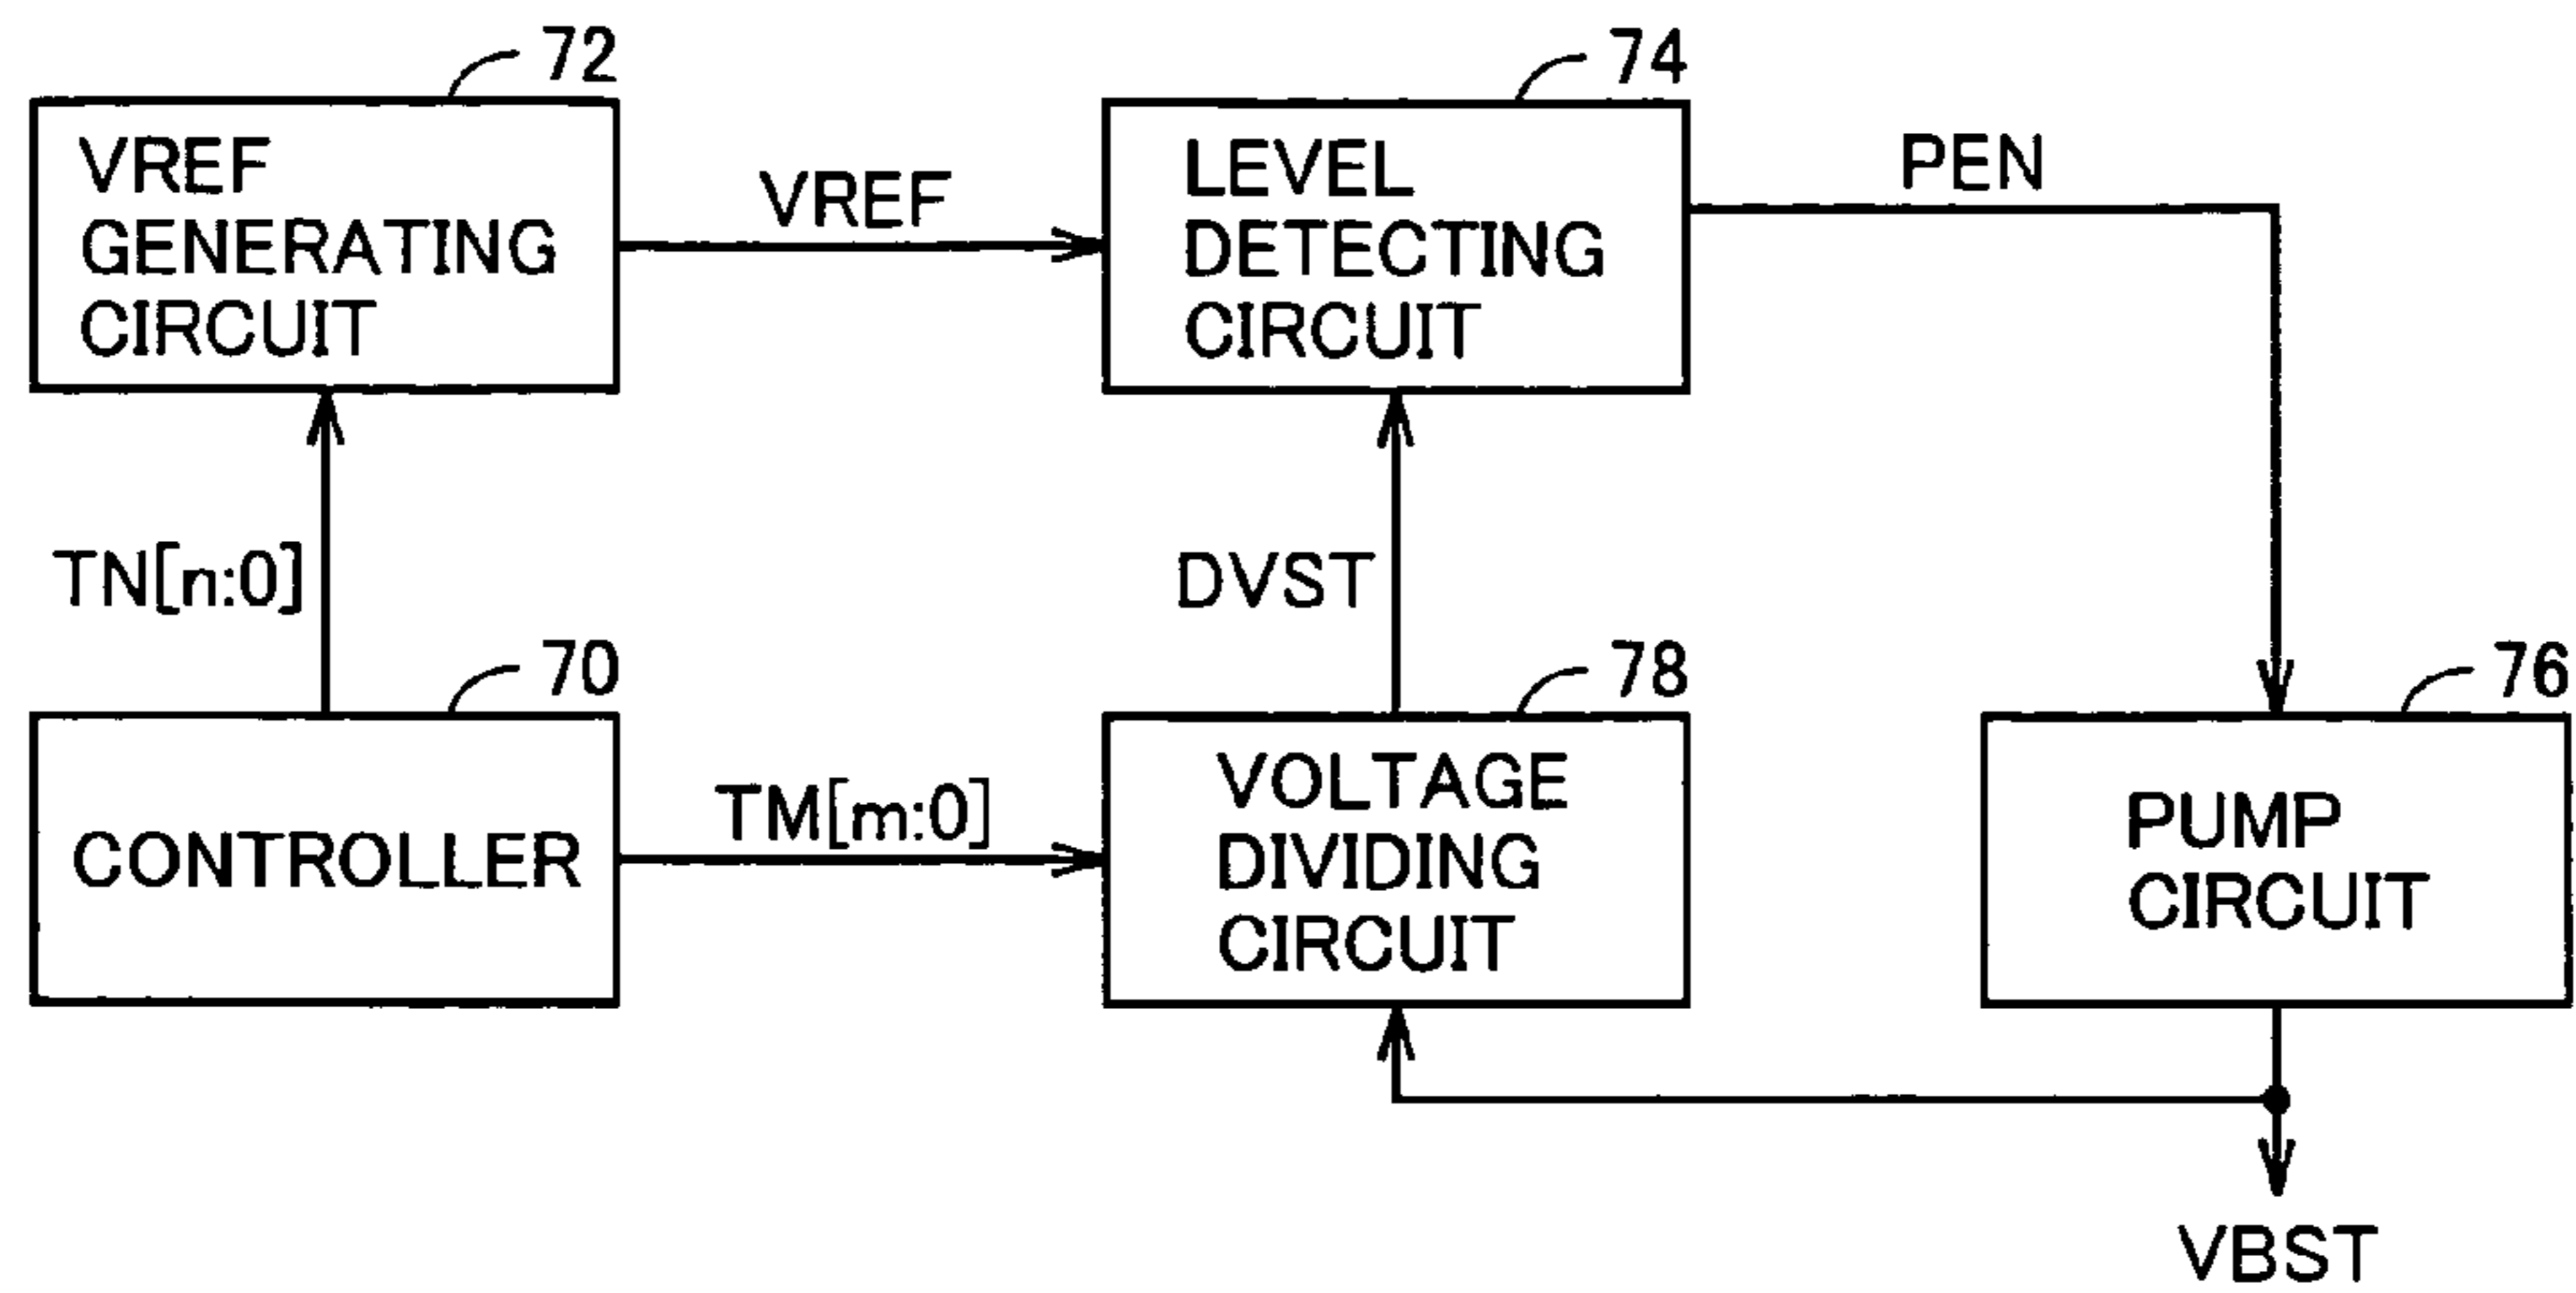 72
VREF
GENERATING
CIRCUIT
VREF
74
LEVEL
DETECTING
CIRCUIT
PEN
TN[n:0]
DVST
70
CONTROLLER
TM[m:0]
78
VOLTAGE
DIVIDING
CIRCUIT
76
PUMP
CIRCUIT
VBST